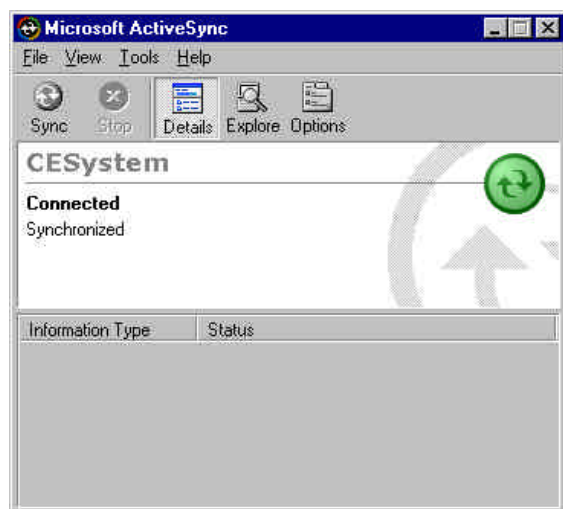 Microsoft ActiveSync
File View Tools Help
Sync Stop Details Explore Options
CESystem
Connected
Synchronized
Information Type Status